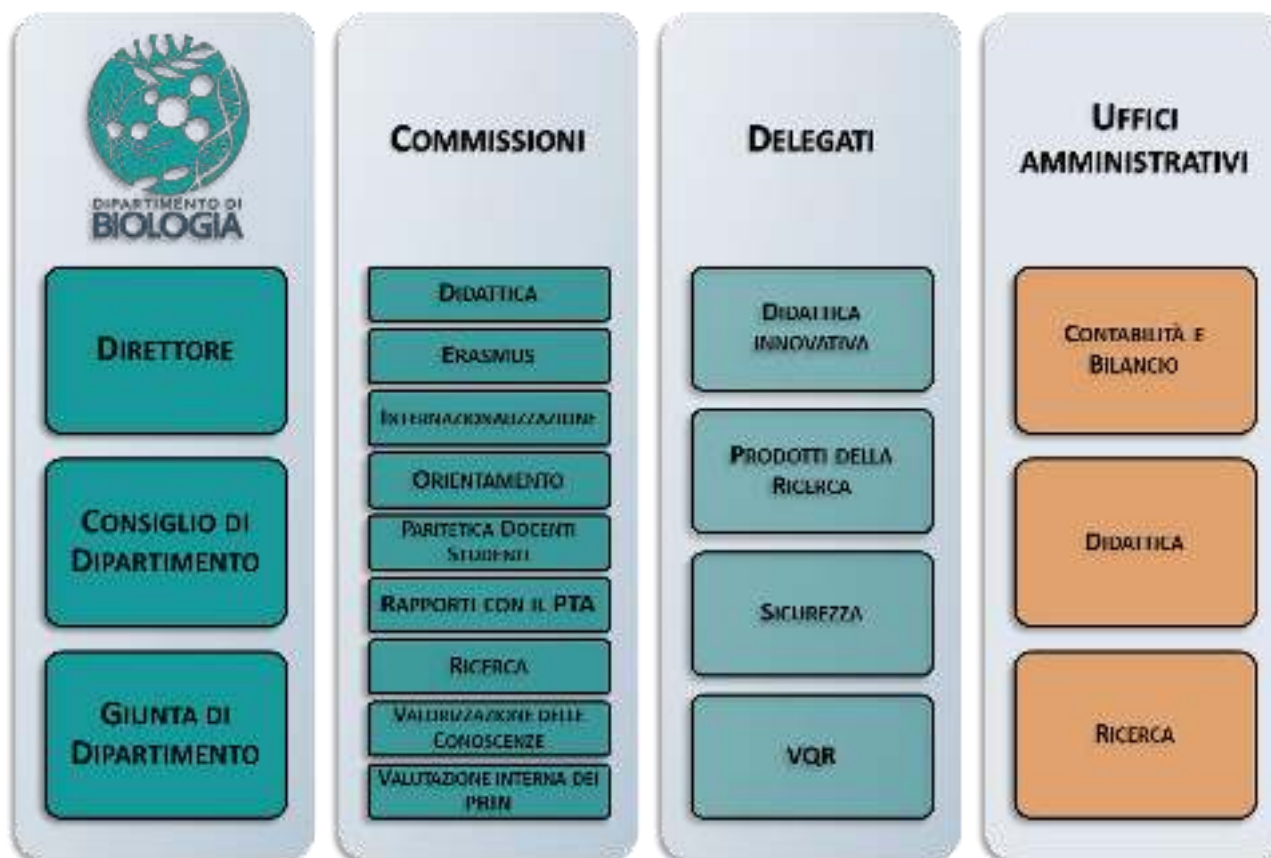 DIPARTIMENTO DI
BIOLOGIA
DIRETTORE
CONSIGLIO DI
DIPARTIMENTO
GIUNTA DI
DIPARTIMENTO
COMMISSIONI
DIDATTICA
ERASMUS
INTERNAZIONALIZZAZIONE
ORIENTAMENTO
PARITETICA DOCENTI
STUDENTI
RAPPORTI CON IL PTA
RICERCA
VALORIZZAZIONE DELLE
CONOSCENZE
VALUTAZIONE INTERNA DEI
PRIN
DELEGATI
DIDATTICA
INNOVATIVA
PRODOTTI DELLA
RICERCA
SICUREZZA
VQR
UFFICI
AMMINISTRATIVI
CONTABILITÀ E
BILANCIO
DIDATTICA
RICERCA